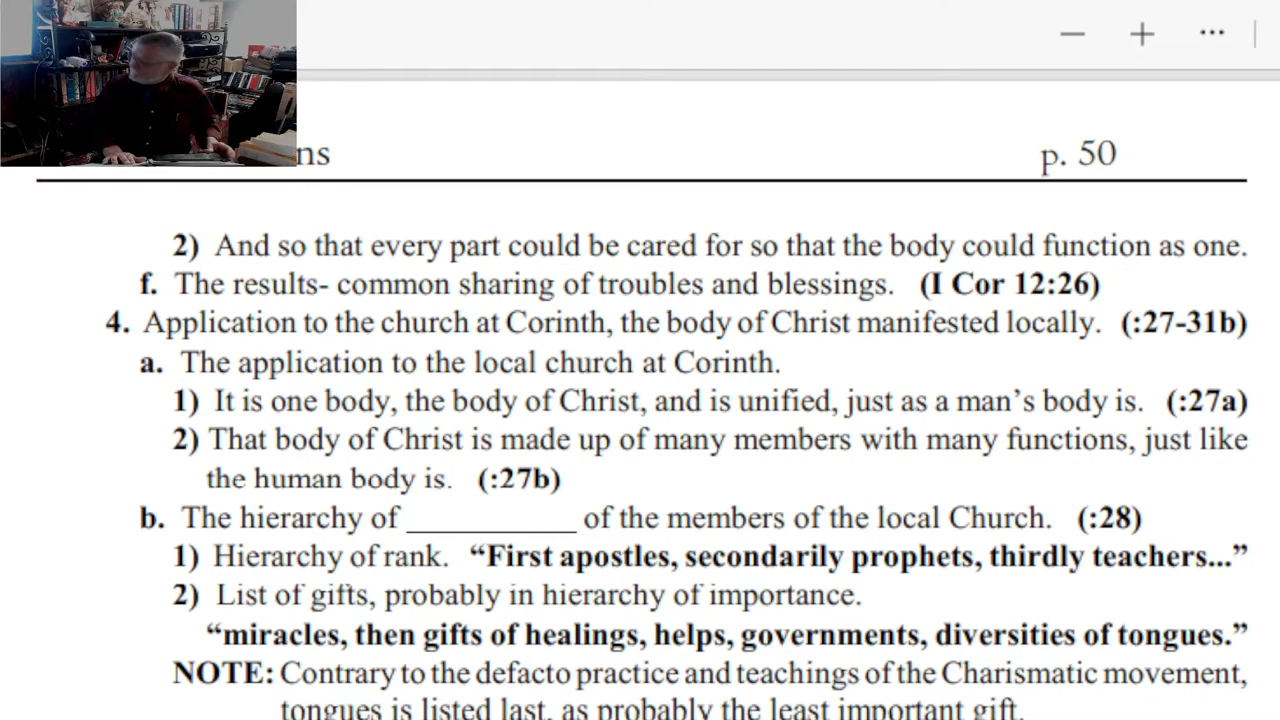 ns
p. 50
2) And so that every part could be cared for so that the body could function as one.
f. The results- common sharing of troubles and blessings. (I Cor 12:26)
4. Application to the church at Corinth, the body of Christ manifested locally. (:27-31b)
a. The application to the local church at Corinth.
1) It is one body, the body of Christ, and is unified, just as a man’s body is. (:27a)
2) That body of Christ is made up of many members with many functions, just like
the human body is. (:27b)
b. The hierarchy of ___________ of the members of the local Church. (:28)
1) Hierarchy of rank. “First apostles, secondarily prophets, thirdly teachers...”
2) List of gifts, probably in hierarchy of importance.
“miracles, then gifts of healings, helps, governments, diversities of tongues.”
NOTE: Contrary to the defacto practice and teachings of the Charismatic movement,
tongues is listed last, as probably the least important gift.